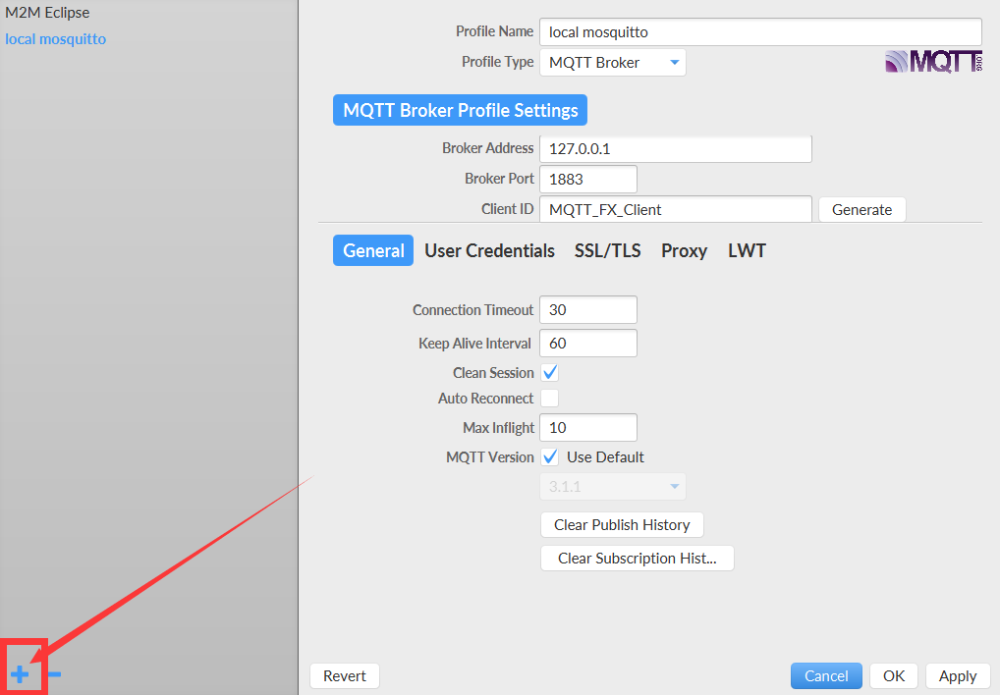 M2M Eclipse
local mosquitto
Profile Name local mosquitto
Profile Type MQTT Broker
MQTT.ORG
MQTT Broker Profile Settings
Broker Address 127.0.0.1
Broker Port 1883
Client ID MQTT_FX_Client Generate
General User Credentials SSL/TLS Proxy LWT
Connection Timeout 30
Keep Alive Interval 60
Clean Session
Auto Reconnect
Max Inflight 10
MQTT Version Use Default
3.1.1
Clear Publish History
Clear Subscription Hist...
Revert Cancel OK Apply